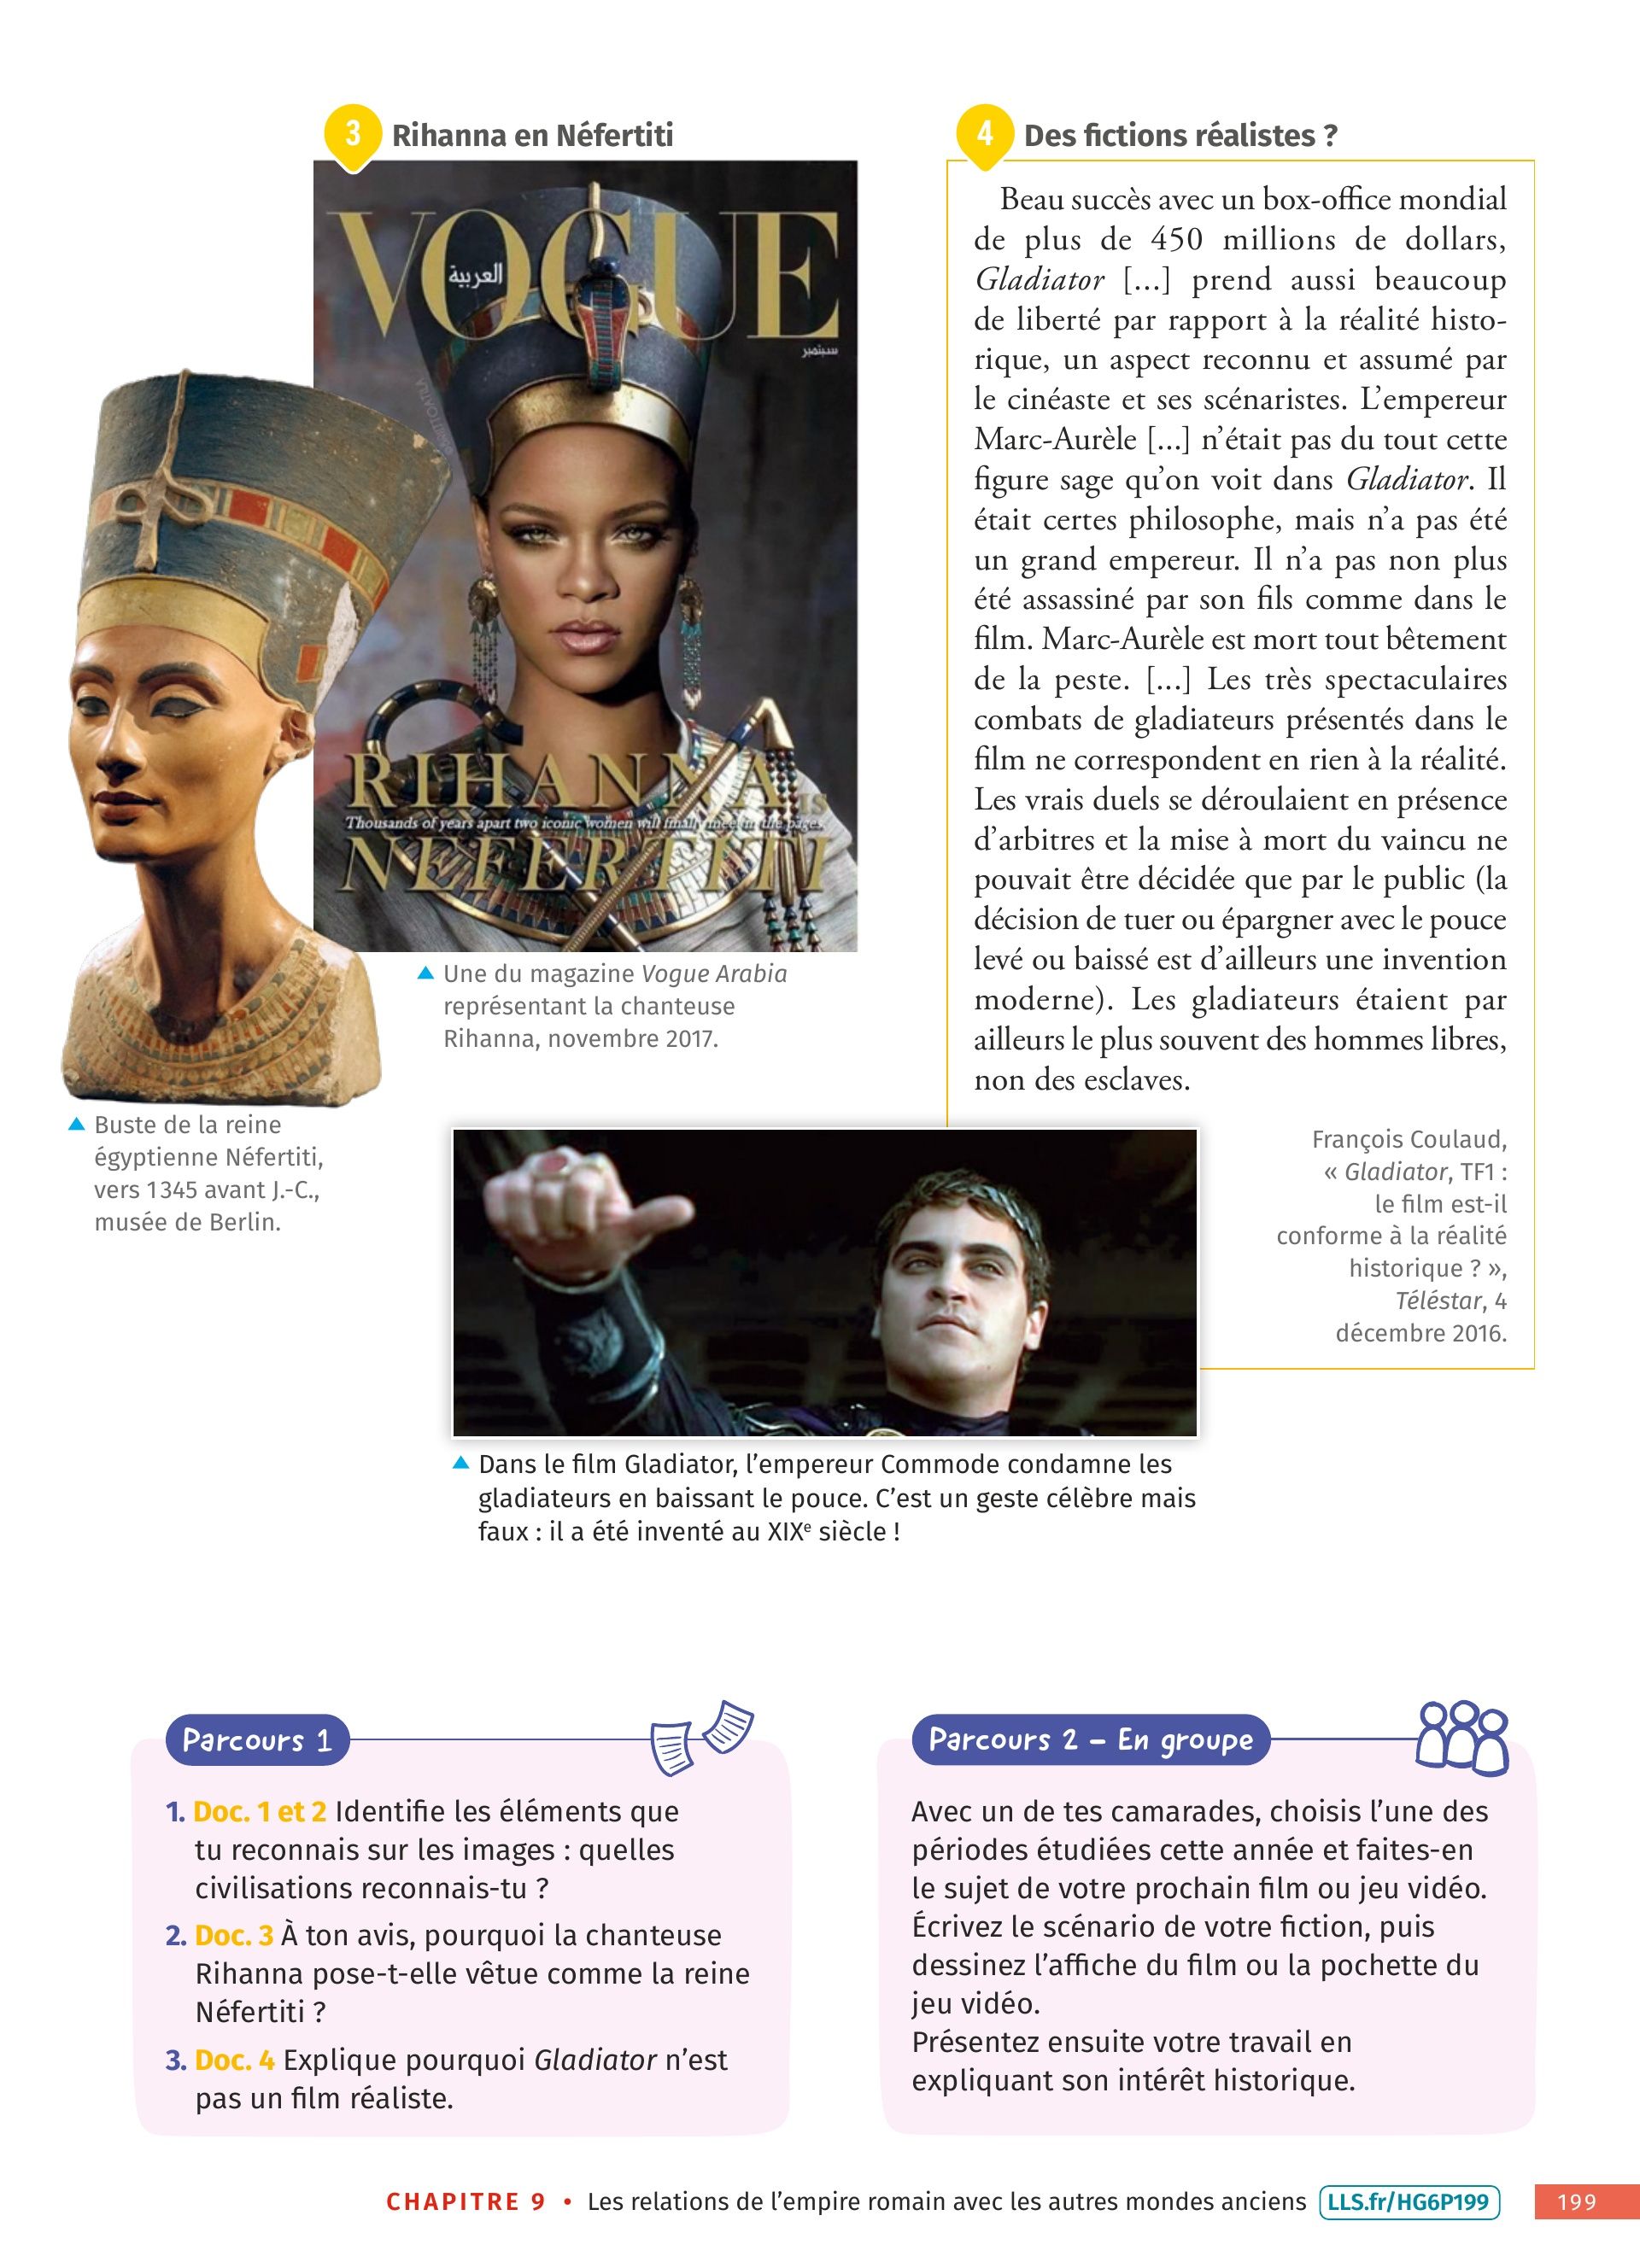 3 Rihanna en Néfertiti
VOGUE
العربية
سبتمبر
RIHANNA
IS
Thousands of years apart two iconic women will finally meet in the pages
NEFERTITI
Une du magazine Vogue Arabia
représentant la chanteuse
Rihanna, novembre 2017.
Buste de la reine
égyptienne Néfertiti,
vers 1345 avant J.-C.,
musée de Berlin.
4 Des fictions réalistes ?
Beau succès avec un box-office mondial
de plus de 450 millions de dollars,
Gladiator [...] prend aussi beaucoup
de liberté par rapport à la réalité histo-
rique, un aspect reconnu et assumé par
le cinéaste et ses scénaristes. L’empereur
Marc-Aurèle [...] n’était pas du tout cette
figure sage qu’on voit dans Gladiator. Il
était certes philosophe, mais n’a pas été
un grand empereur. Il n’a pas non plus
été assassiné par son fils comme dans le
film. Marc-Aurèle est mort tout bêtement
de la peste. [...] Les très spectaculaires
combats de gladiateurs présentés dans le
film ne correspondent en rien à la réalité.
Les vrais duels se déroulaient en présence
d’arbitres et la mise à mort du vaincu ne
pouvait être décidée que par le public (la
décision de tuer ou épargner avec le pouce
levé ou baissé est d’ailleurs une invention
moderne). Les gladiateurs étaient par
ailleurs le plus souvent des hommes libres,
non des esclaves.
François Coulaud,
« Gladiator, TF1 :
le film est-il
conforme à la réalité
historique ? »,
Téléstar, 4
décembre 2016.
Dans le film Gladiator, l’empereur Commode condamne les
gladiateurs en baissant le pouce. C’est un geste célèbre mais
faux : il a été inventé au XIXe siècle !
Parcours 1
1. Doc. 1 et 2 Identifie les éléments que
tu reconnais sur les images : quelles
civilisations reconnais-tu ?
2. Doc. 3 À ton avis, pourquoi la chanteuse
Rihanna pose-t-elle vêtue comme la reine
Néfertiti ?
3. Doc. 4 Explique pourquoi Gladiator n’est
pas un film réaliste.
Parcours 2 – En groupe
Avec un de tes camarades, choisis l’une des
périodes étudiées cette année et faites-en
le sujet de votre prochain film ou jeu vidéo.
Écrivez le scénario de votre fiction, puis
dessinez l’affiche du film ou la pochette du
jeu vidéo.
Présentez ensuite votre travail en
expliquant son intérêt historique.
CHAPITRE 9 • Les relations de l’empire romain avec les autres mondes anciens LLS.fr/HG6P199 199